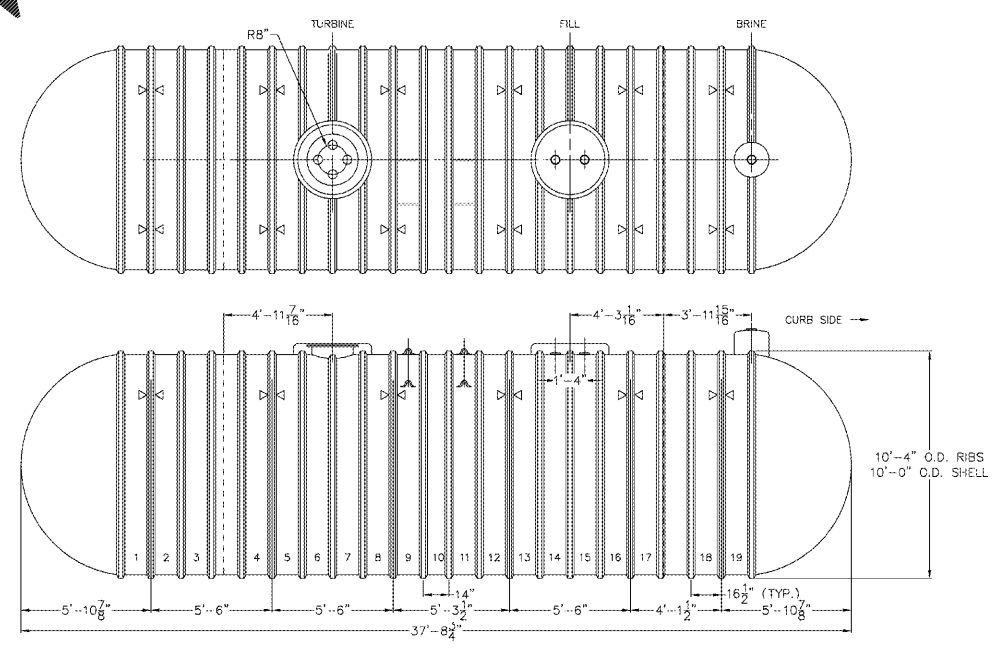 TURBINE
FILL
BRINE
R8"
4'-11 7/16"
4'-3 1/16"
3'-11 15/16"
CURB SIDE
1'-4"
10'-4" O.D. RIBS
10'-0" O.D. SHELL
1 2 3 4 5 6 7 8 9 10 11 12 13 14 15 16 17 18 19
14"
16 1/2" (TYP.)
5'-10 7/8"
5'-6"
5'-6"
5'-3 1/2"
5'-6"
4'-1 1/2"
5'-10 7/8"
37'-8 3/4"